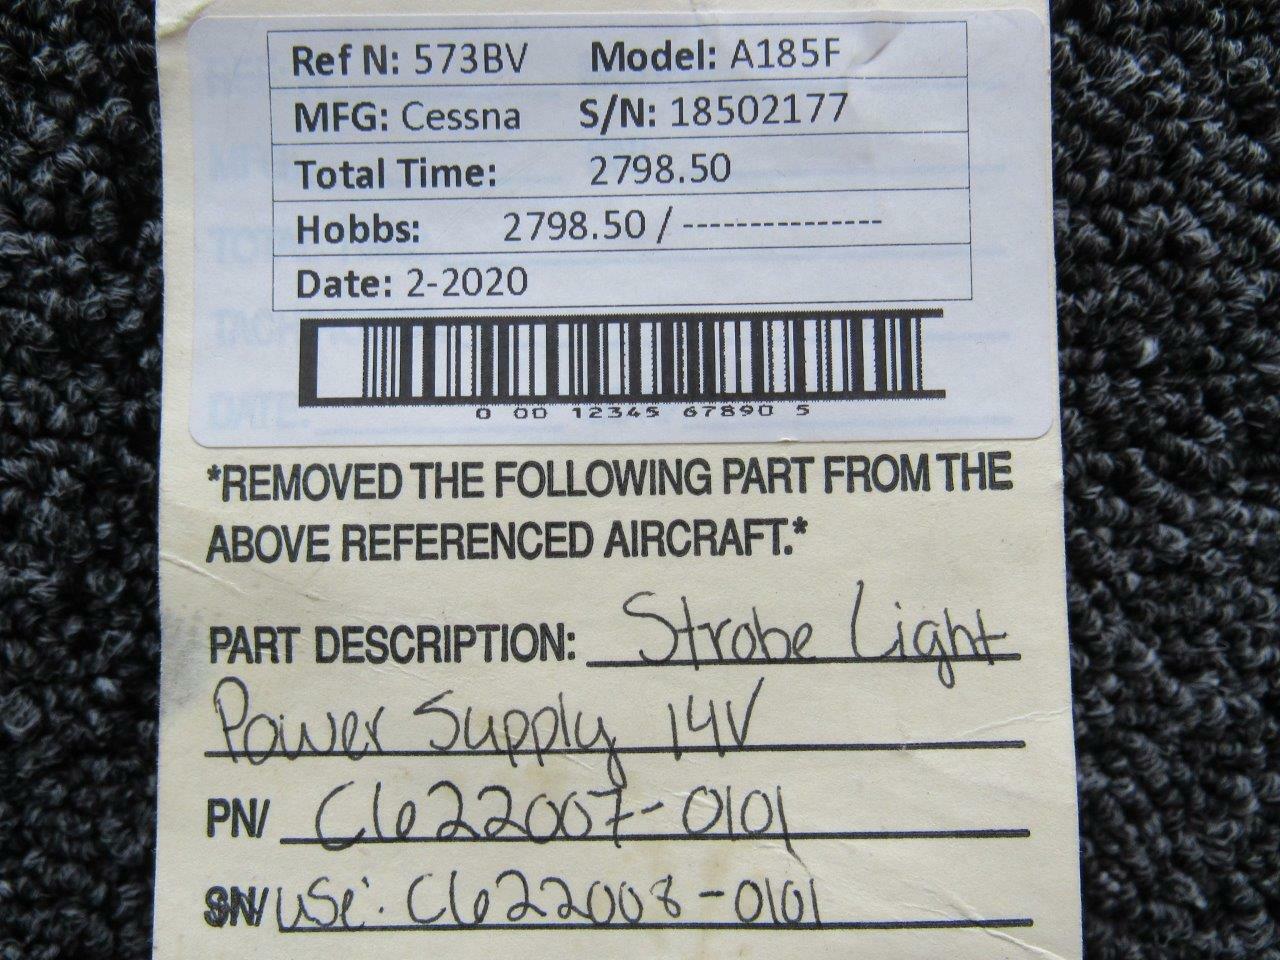 Ref N: 573BV Model: A185F
MFG: Cessna S/N: 18502177
Total Time: 2798.50
Hobbs: 2798.50 / ---------------
Date: 2-2020
0 00 12345 67890 5
*REMOVED THE FOLLOWING PART FROM THE
ABOVE REFERENCED AIRCRAFT.*
PART DESCRIPTION: Strobe Light
Power Supply 14V
PN/ C622007-0101
SN/ use: C622008-0101